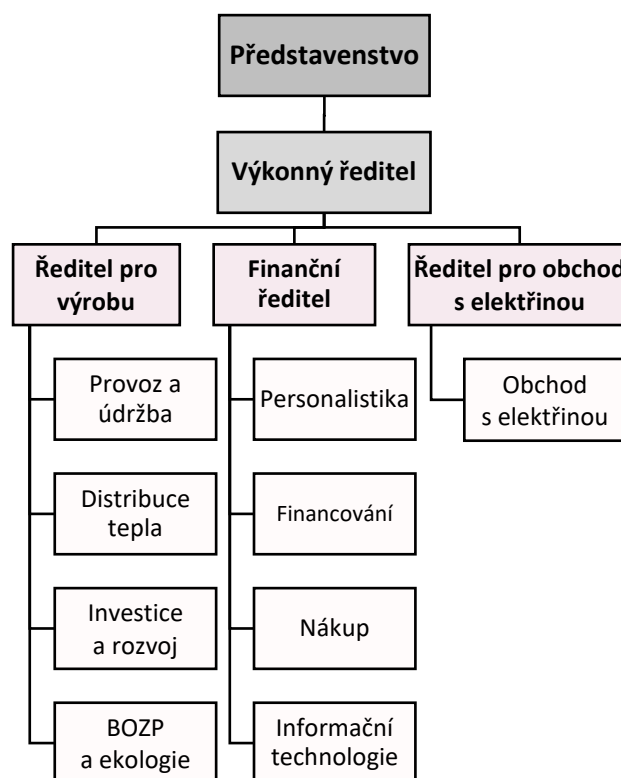 Představenstvo
Výkonný ředitel
Ředitel pro
výrobu
Finanční
ředitel
Ředitel pro obchod
s elektřinou
Provoz a
údržba
Personalistika
Obchod
s elektřinou
Distribuce
tepla
Financování
Investice
a rozvoj
Nákup
BOZP
a ekologie
Informační
technologie